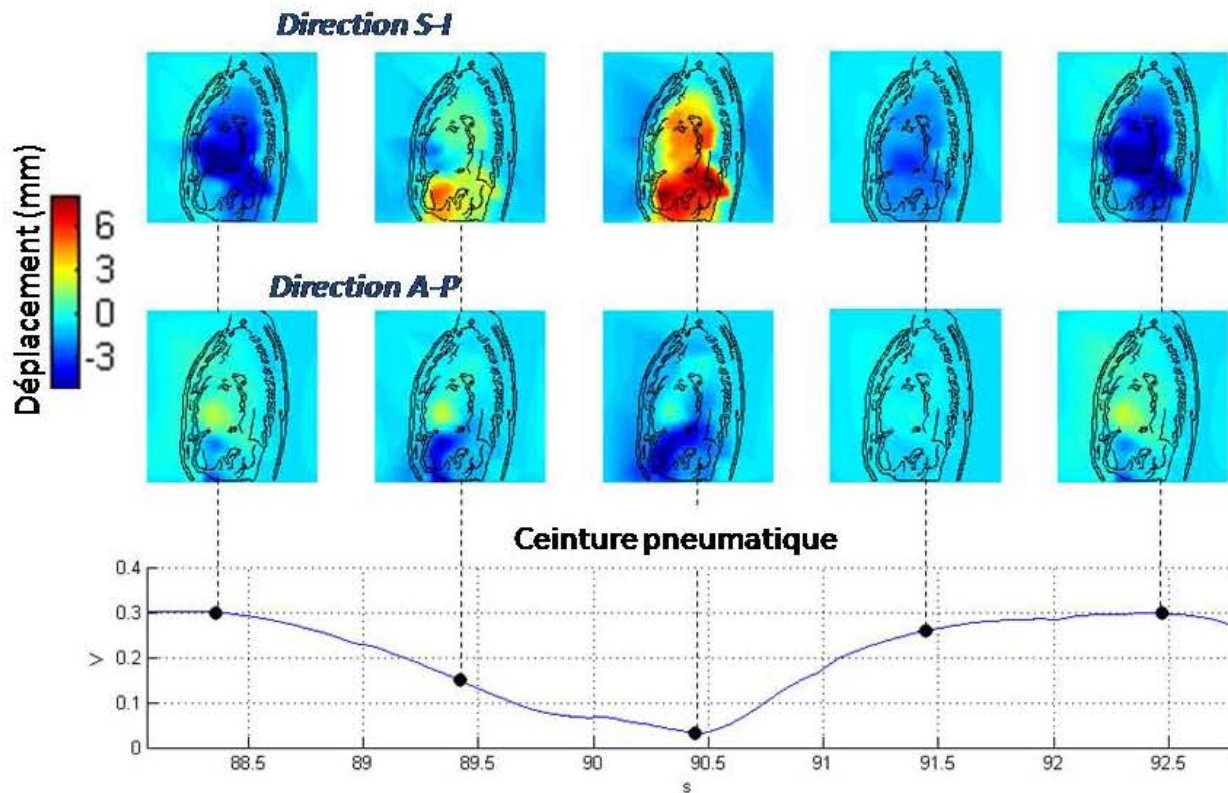 Direction S-I
Déplacement (mm)
6
3
0
-3
Direction A-P
Ceinture pneumatique
0.4
0.3
0.2
0.1
0
V
88.5 89 89.5 90 90.5 91 91.5 92 92.5
s